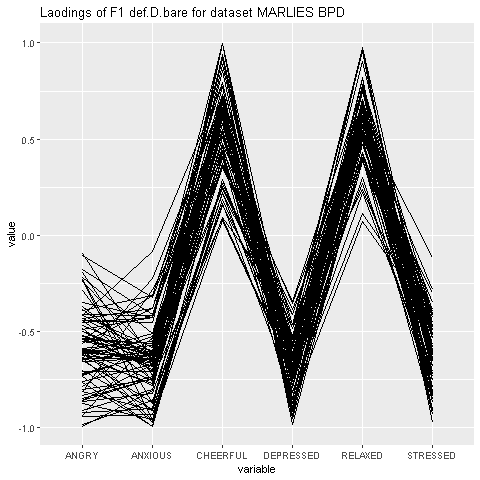 Laodings of F1 def.D.bare for dataset MARLIES BPD
1.0
0.5
0.0
-0.5
-1.0
value
ANGRY ANXIOUS CHEERFUL DEPRESSED RELAXED STRESSED
variable